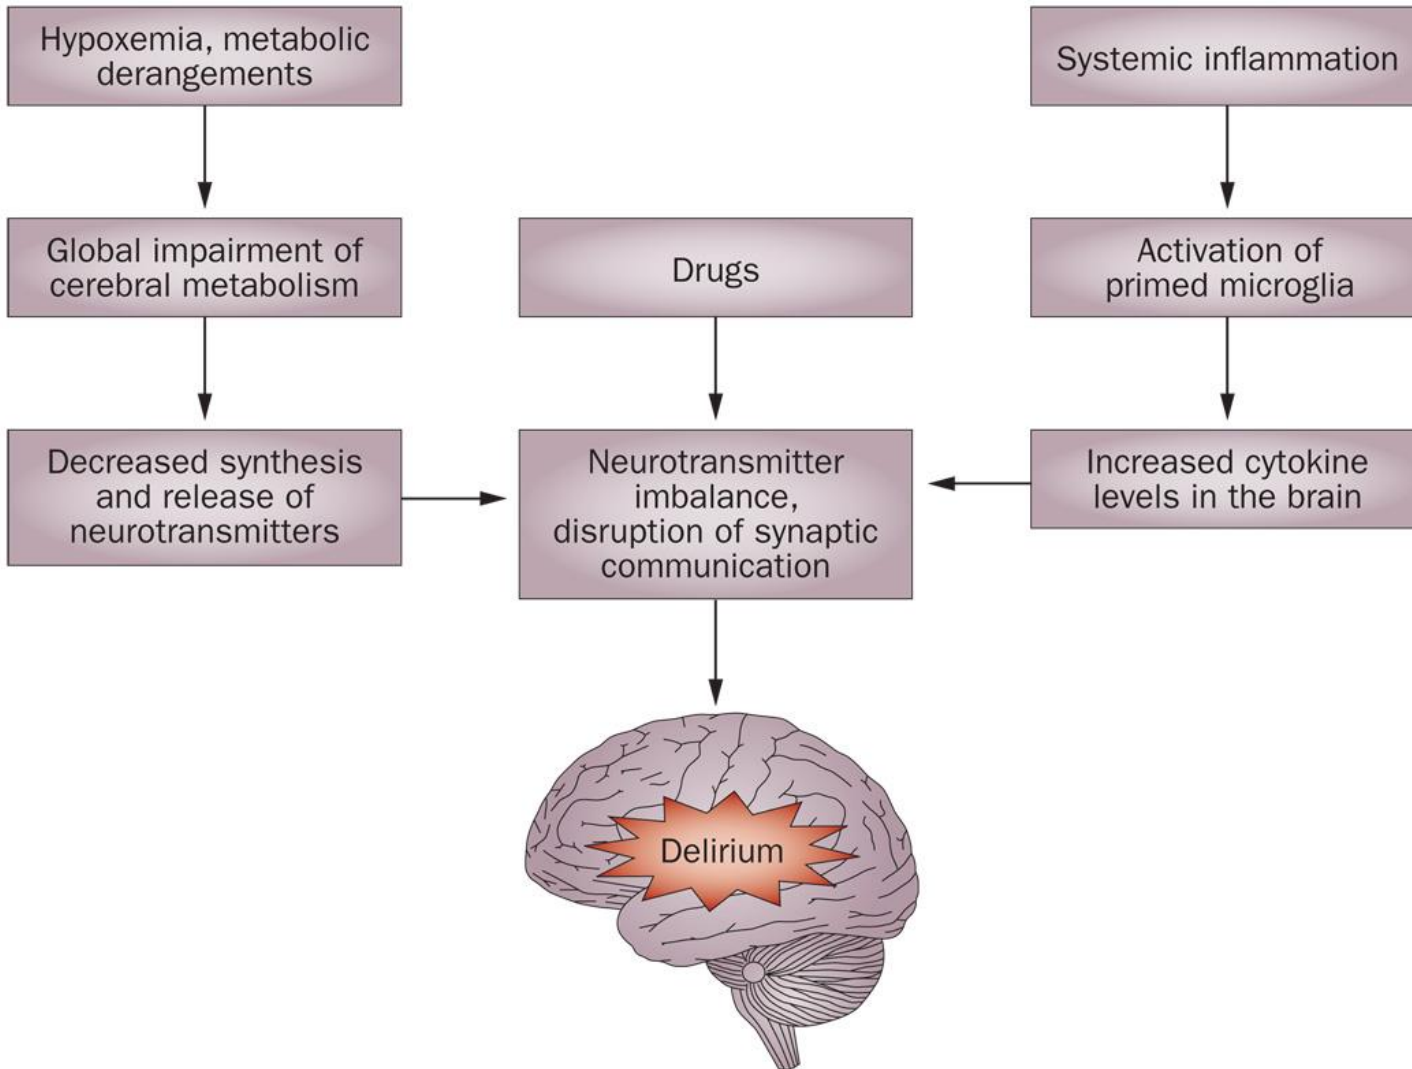 Hypoxemia, metabolic
derangements
Systemic inflammation
Global impairment of
cerebral metabolism
Drugs
Activation of
primed microglia
Decreased synthesis
and release of
neurotransmitters
Neurotransmitter
imbalance,
disruption of synaptic
communication
Increased cytokine
levels in the brain
Delirium